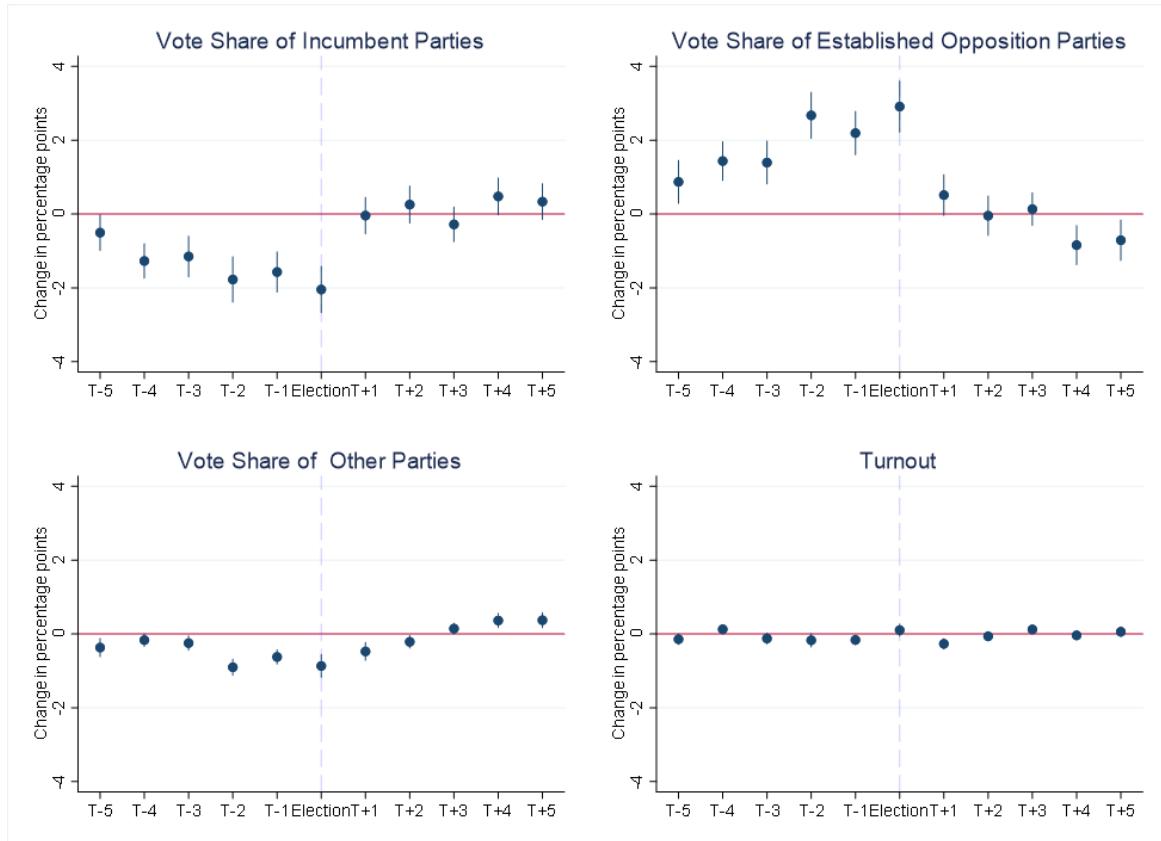 Vote Share of Incumbent Parties
Change in percentage points
4
2
0
-2
-4
T-5 T-4 T-3 T-2 T-1 Election T+1 T+2 T+3 T+4 T+5
Vote Share of Established Opposition Parties
Change in percentage points
4
2
0
-2
-4
T-5 T-4 T-3 T-2 T-1 Election T+1 T+2 T+3 T+4 T+5
Vote Share of Other Parties
Change in percentage points
4
2
0
-2
-4
T-5 T-4 T-3 T-2 T-1 Election T+1 T+2 T+3 T+4 T+5
Turnout
Change in percentage points
4
2
0
-2
-4
T-5 T-4 T-3 T-2 T-1 Election T+1 T+2 T+3 T+4 T+5